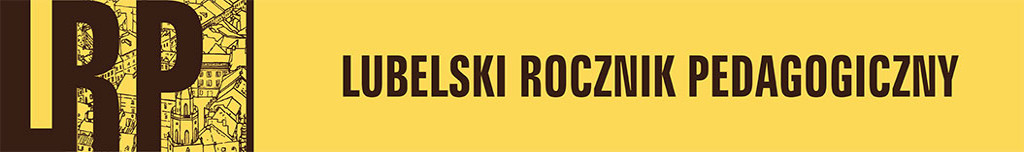 LRP
LUBELSKI ROCZNIK PEDAGOGICZNY